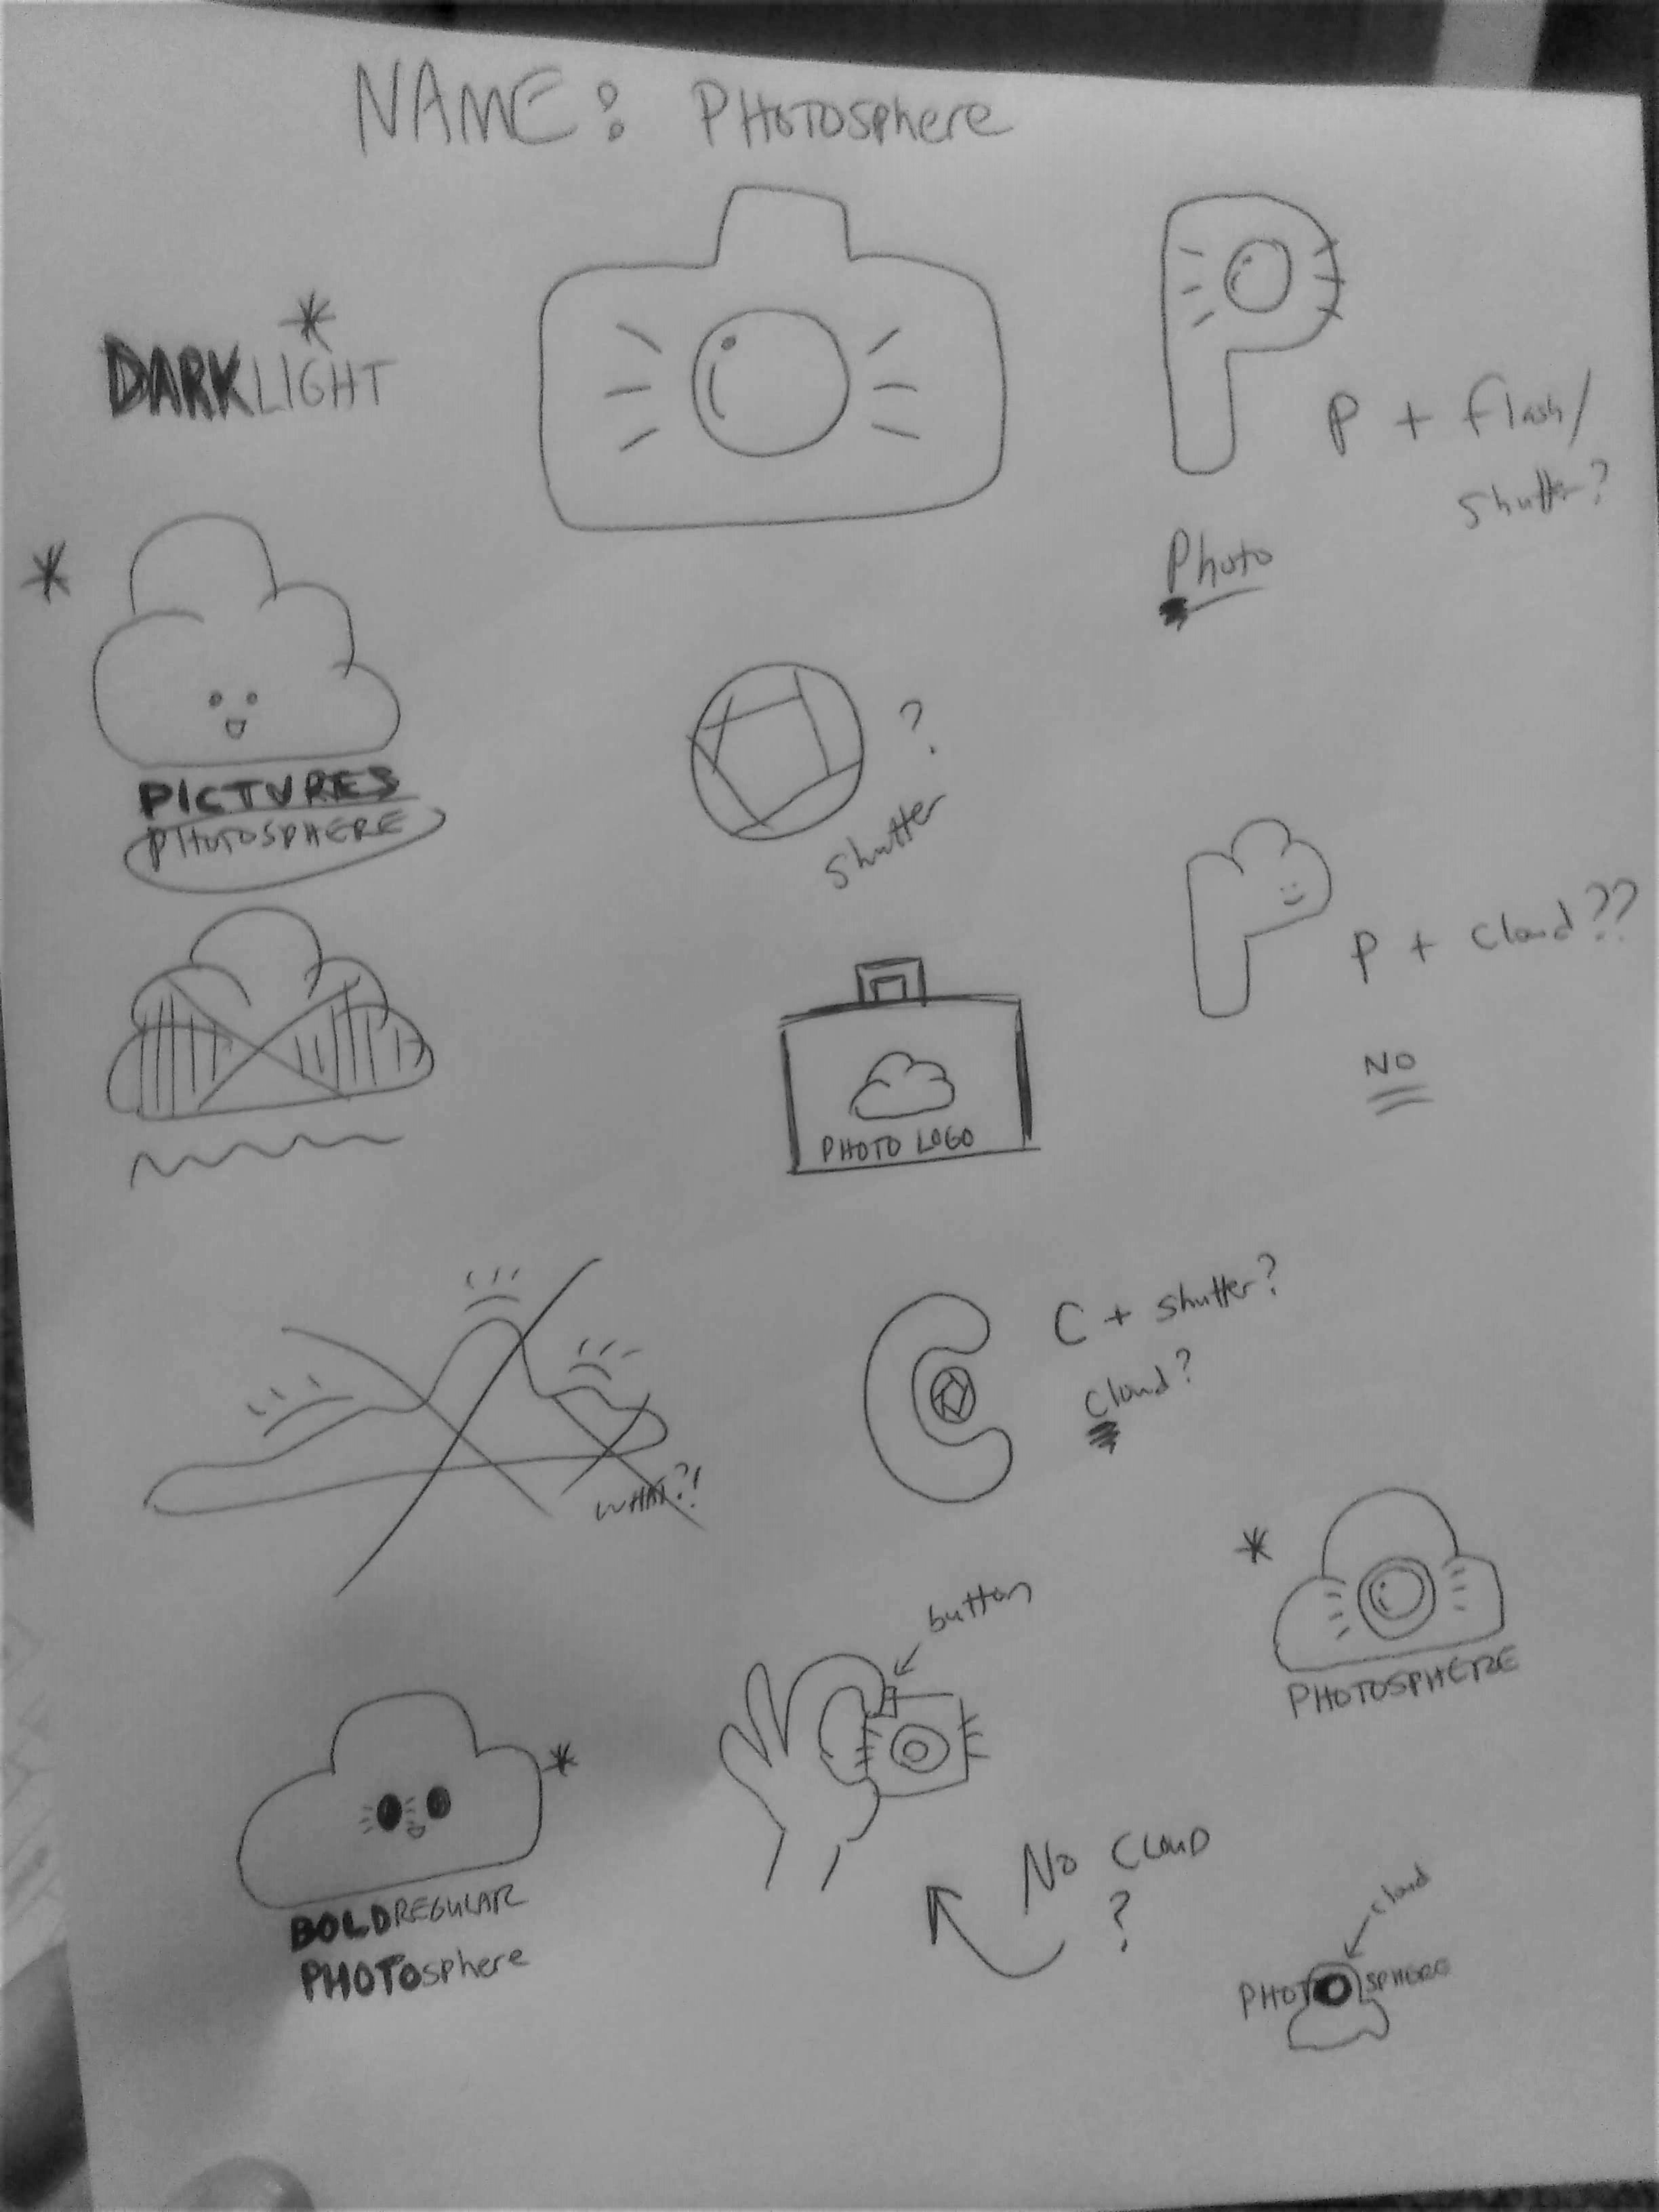 NAME: PHOTOSphere
DARKLIGHT
P + flash/
shutter?
Photo
PICTURES
PHOTOSPHERE
?
shutter
P + cloud??
NO
PHOTO LOGO
C + shutter?
cloud?
WHAT?!
button
PHOTOSPHERE
BOLDREGULAR
PHOTOsphere
No CLOUD
?
cloud
PHOTOSPHERE